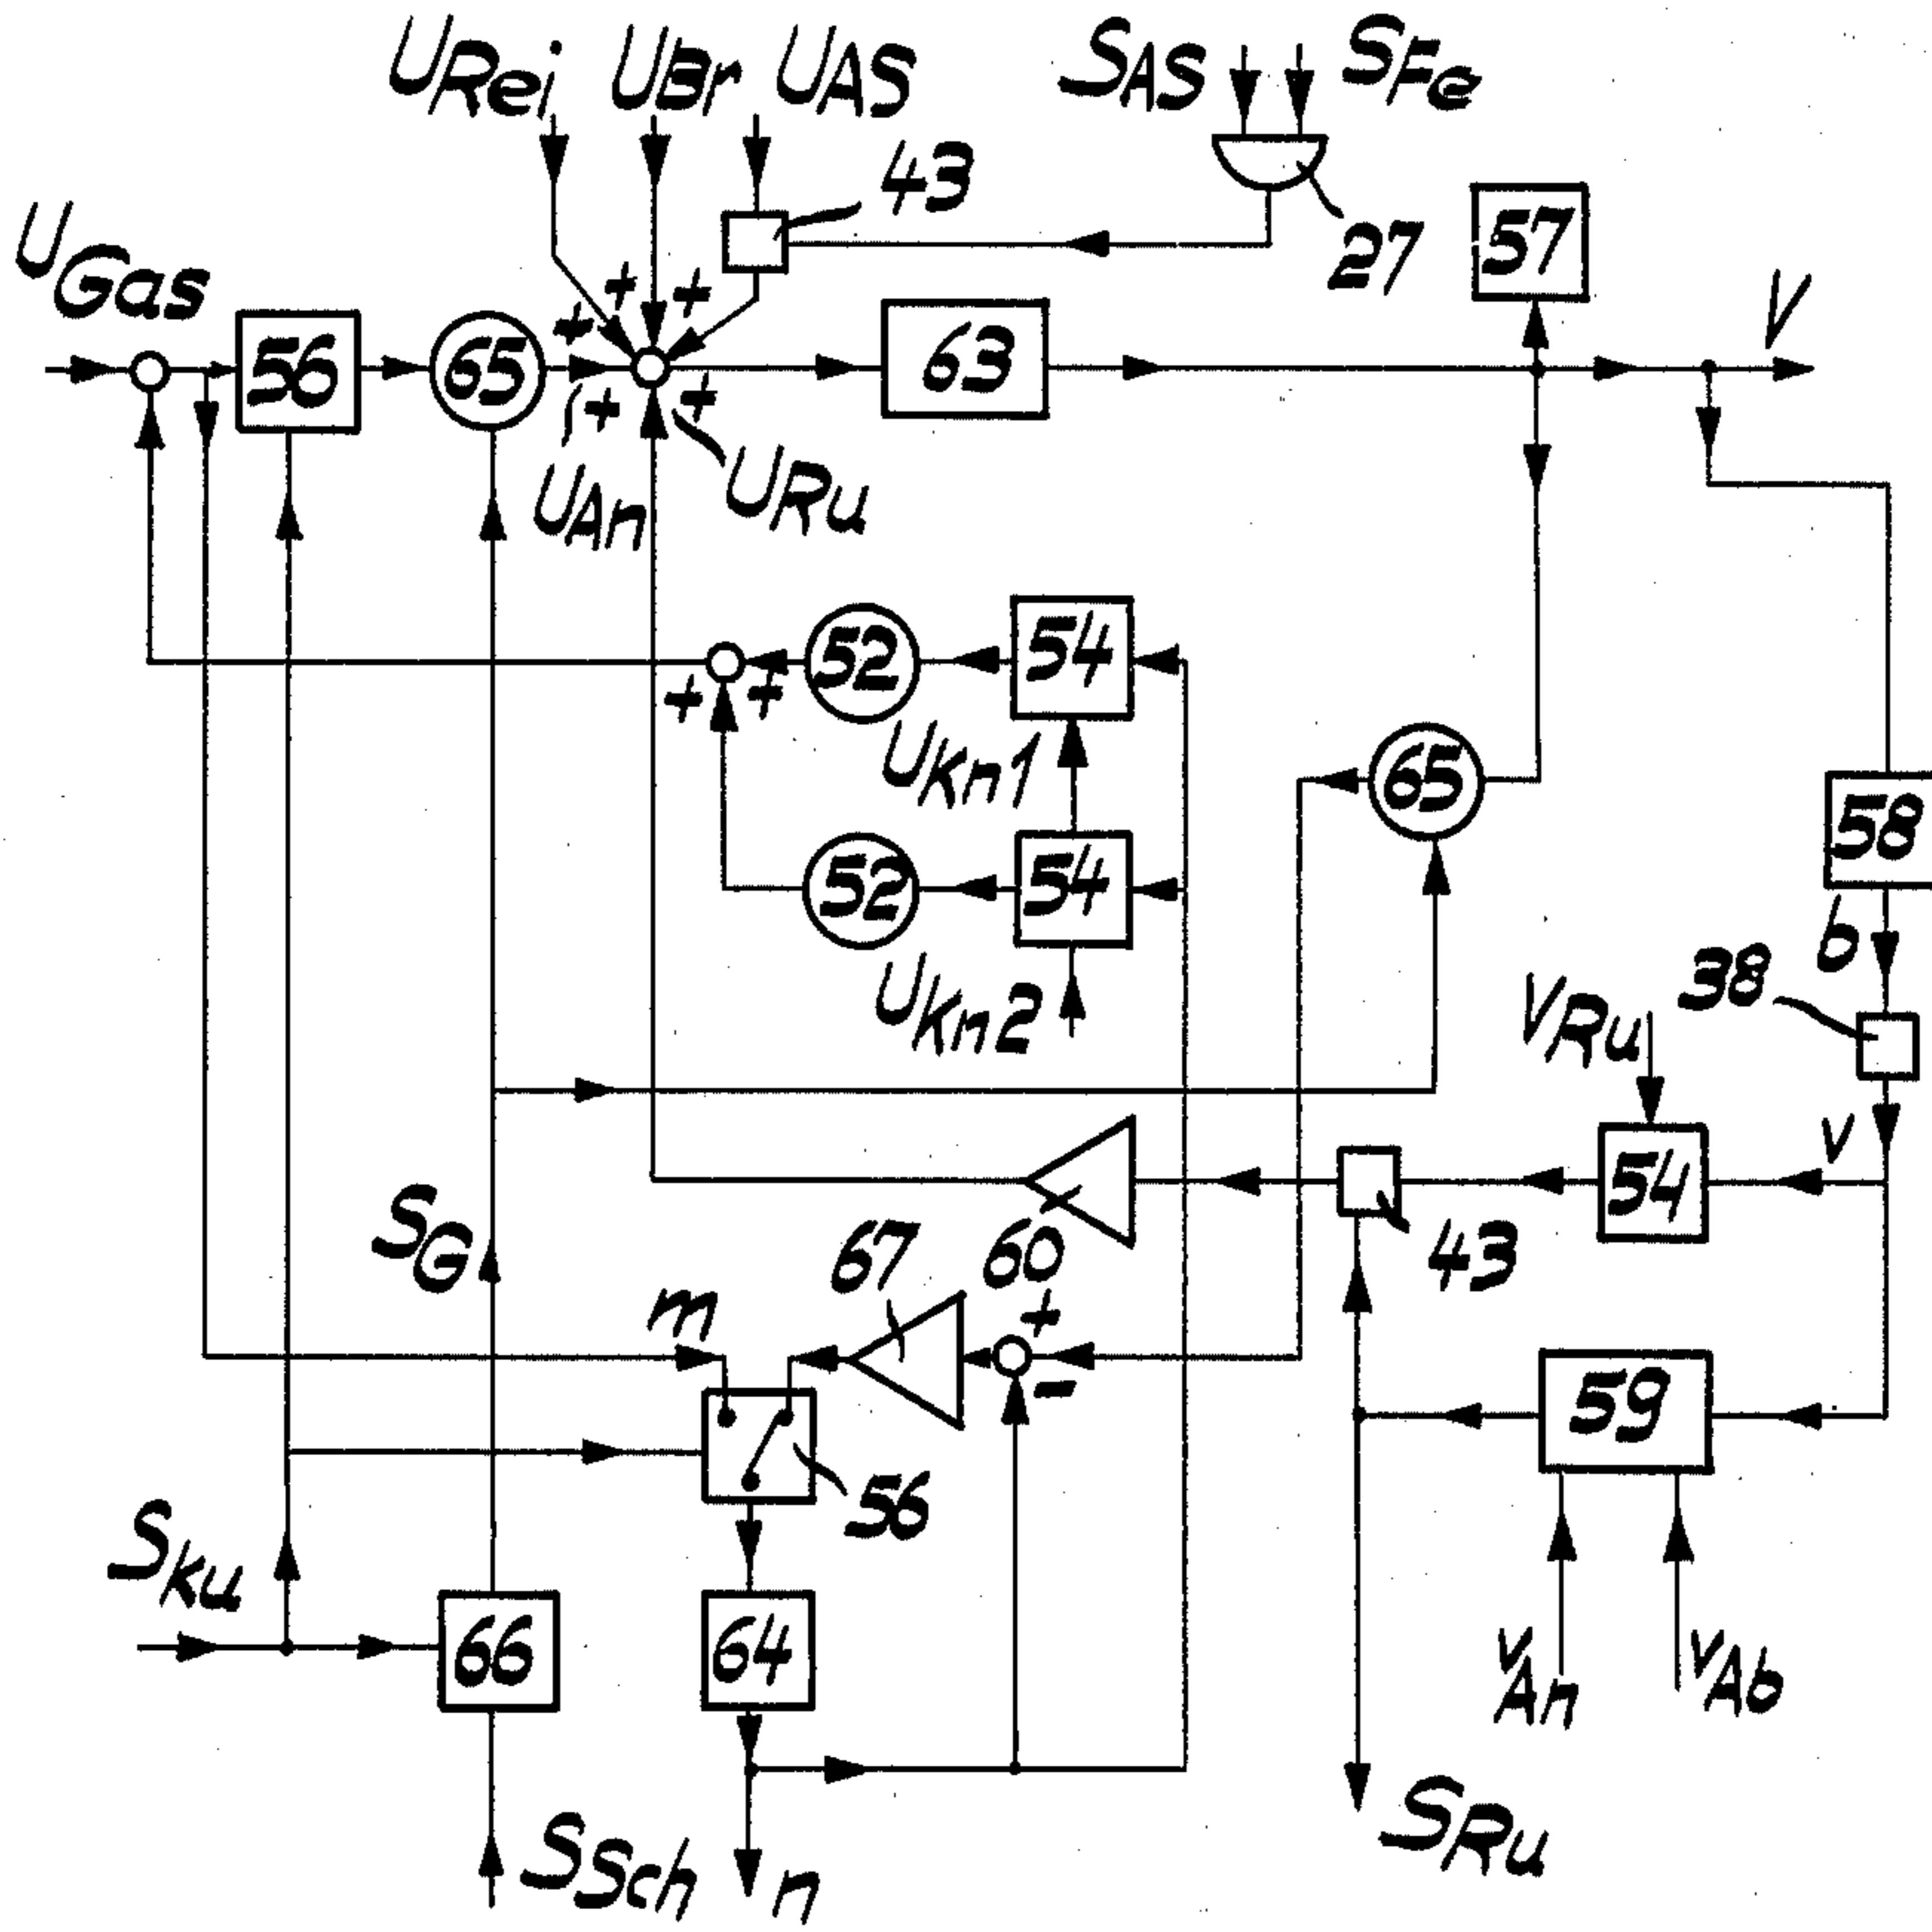 URei UBr UAS SAS SFe
43
57
27
UGas
V
56 65 + + + 63
+ +
UAn URu
52 54
+ +
UKn1
65
58
52 54
b
38
UKn2
VRu
v
54
SG
67 60 43
m
+
-
59
56
Sku
66 64
VAn VAb
SSch n SRu